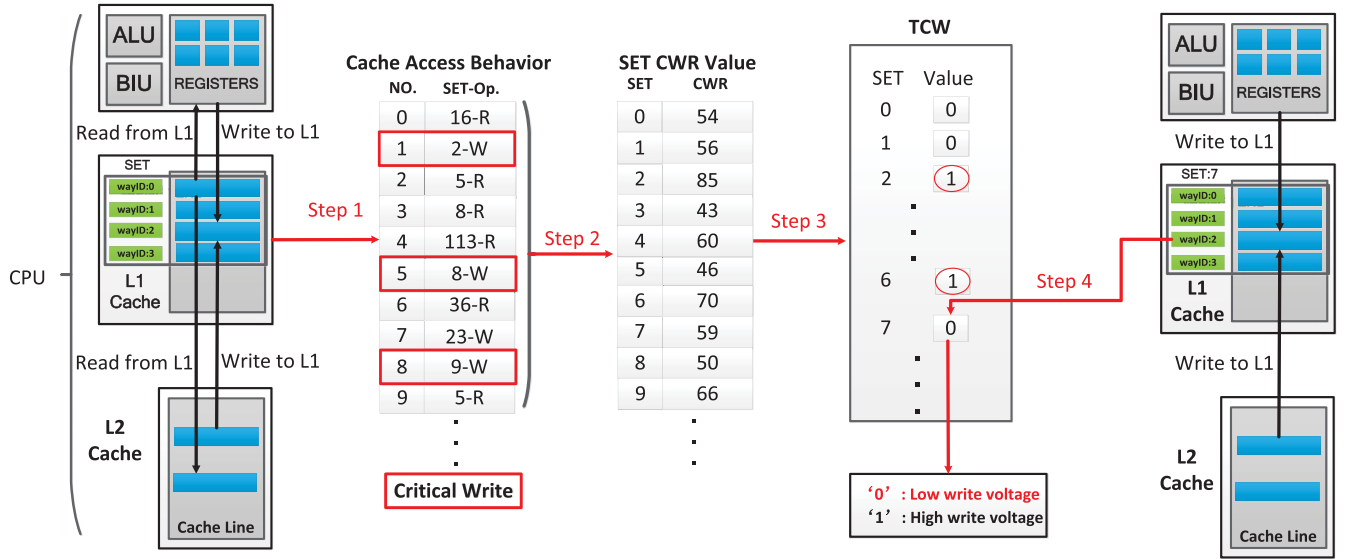 CPU
ALU
BIU
REGISTERS
Read from L1
Write to L1
SET
wayID:0
wayID:1
wayID:2
wayID:3
L1
Cache
Read from L1
Write to L1
L2
Cache
Cache Line
Step 1
Cache Access Behavior
NO. SET-Op.
0 16-R
1 2-W
2 5-R
3 8-R
4 113-R
5 8-W
6 36-R
7 23-W
8 9-W
9 5-R
Critical Write
Step 2
SET CWR Value
SET CWR
0 54
1 56
2 85
3 43
4 60
5 46
6 70
7 59
8 50
9 66
Step 3
TCW
SET Value
0 0
1 0
2 1
6 1
7 0
‘0’ : Low write voltage
‘1’ : High write voltage
Step 4
ALU
BIU
REGISTERS
Write to L1
SET:7
wayID:0
wayID:1
wayID:2
wayID:3
L1
Cache
Write to L1
L2
Cache
Cache Line